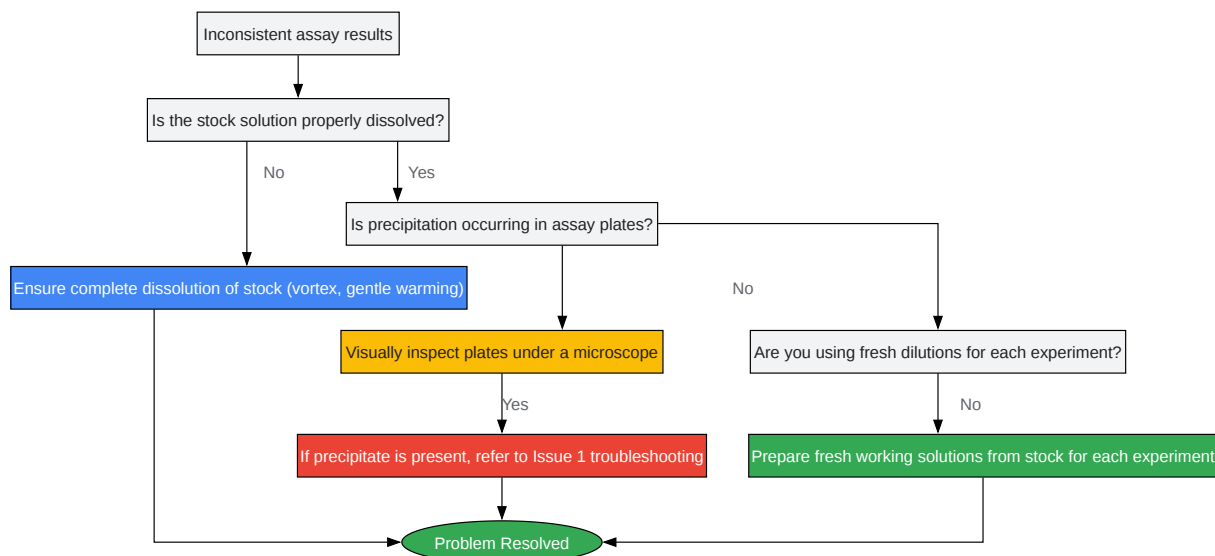 Inconsistent assay results
Is the stock solution properly dissolved?
No
Yes
Is precipitation occurring in assay plates?
Ensure complete dissolution of stock (vortex, gentle warming)
No
Visually inspect plates under a microscope
Are you using fresh dilutions for each experiment?
Yes
No
If precipitate is present, refer to Issue 1 troubleshooting
Prepare fresh working solutions from stock for each experiment
Problem Resolved